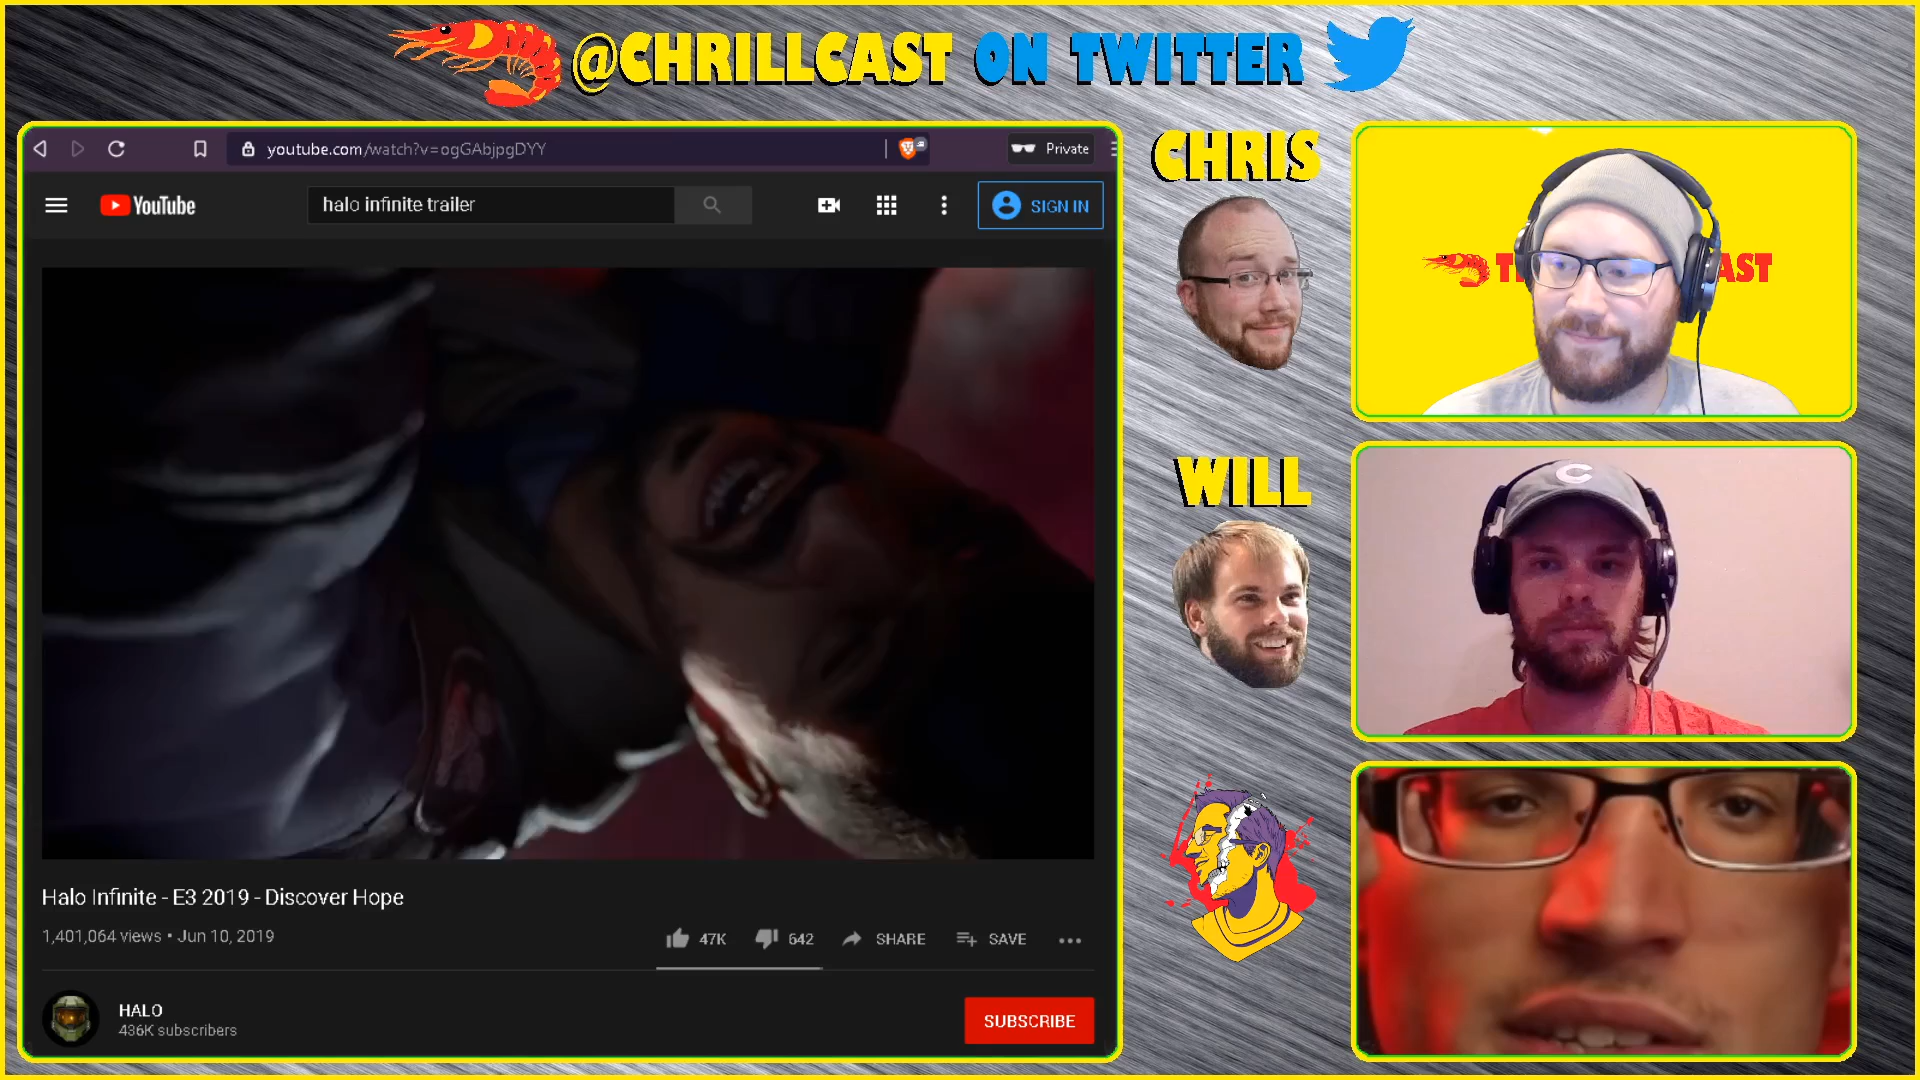 @CHRILLCAST ON TWITTER
youtube.com/watch?v=ogGAbjpgDYY
Private
YouTube
halo infinite trailer
SIGN IN
Halo Infinite - E3 2019 - Discover Hope
1,401,064 views • Jun 10, 2019
47K
642
SHARE
SAVE
HALO
436K subscribers
SUBSCRIBE
CHRIS
AST
WILL
C